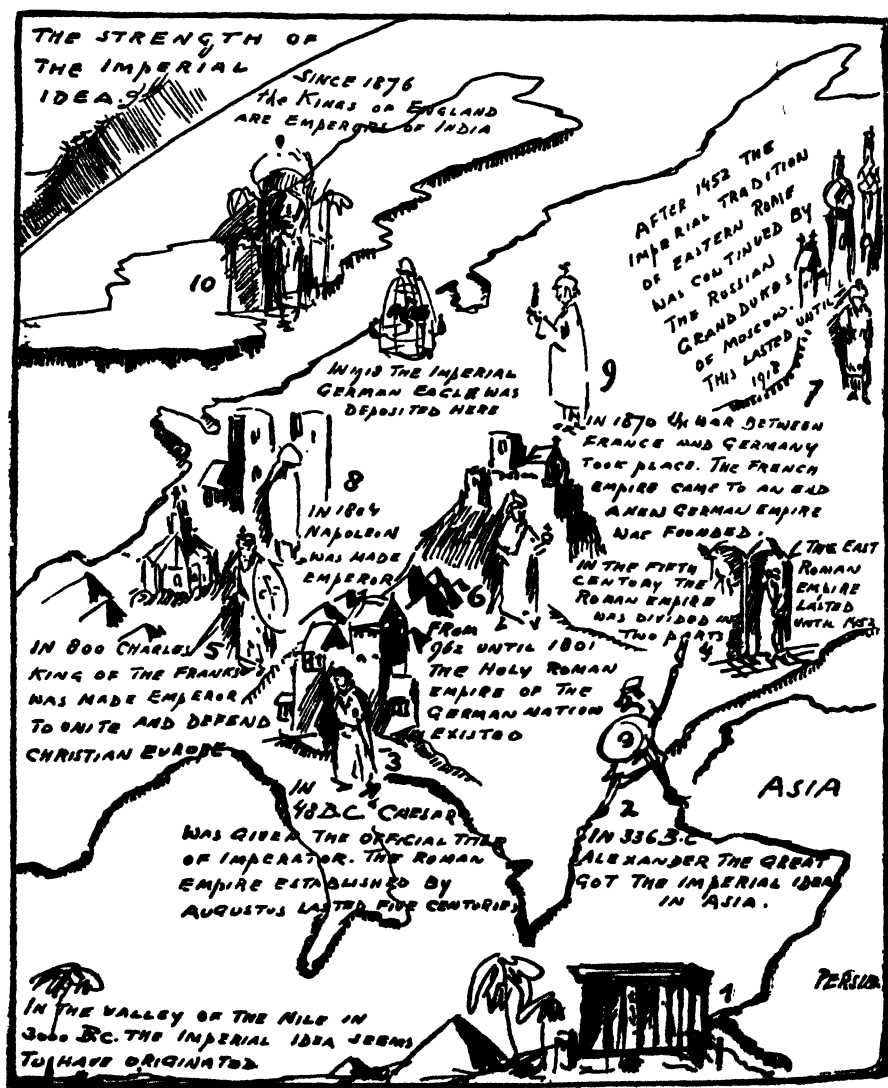 THE STRENGTH OF
THE IMPERIAL
IDEA.
SINCE 1876
the KINGS OF ENGLAND
ARE EMPERORS OF INDIA
10
AFTER 1453 THE
IMPERIAL TRADITION
OF EASTERN ROME
WAS CONTINUED BY
THE RUSSIAN
GRANDDUKES
OF MOSCOW.
THIS LASTED UNTIL
1918
7
IN 1918 THE IMPERIAL
GERMAN EAGLE WAS
DEPOSITED HERE
9
IN 1870 the WAR BETWEEN
FRANCE AND GERMANY
TOOK PLACE. THE FRENCH
EMPIRE CAME TO AN END
A NEW GERMAN EMPIRE
WAS FOUNDED.
8
IN 1804
NAPOLEON
WAS MADE
EMPEROR
IN THE FIFTH
CENTURY THE
ROMAN EMPIRE
WAS DIVIDED IN
TWO PARTS
4
THE EAST
ROMAN
EMPIRE
LASTED
UNTIL 1453
IN 800 CHARLES
KING OF THE FRANKS
WAS MADE EMPEROR
TO UNITE AND DEFEND
CHRISTIAN EUROPE
5
6
FROM
962 UNTIL 1801
THE HOLY ROMAN
EMPIRE OF THE
GERMAN NATION
EXISTED
3
IN
48 B.C. CAESAR
WAS GIVEN THE OFFICIAL TITLE
OF IMPERATOR. THE ROMAN
EMPIRE ESTABLISHED BY
AUGUSTUS LASTED FIVE CENTURIES
2
IN 336 B.C
ALEXANDER THE GREAT
GOT THE IMPERIAL IDEA
IN ASIA.
ASIA
PERSIA
1
IN THE VALLEY OF THE NILE IN
3000 B.C. THE IMPERIAL IDEA SEEMS
TO HAVE ORIGINATED